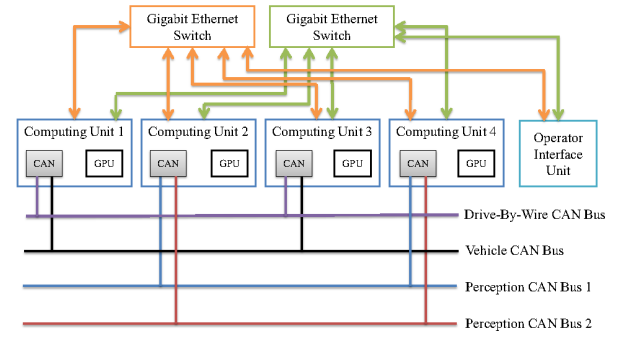 Gigabit Ethernet
Switch
Gigabit Ethernet
Switch
Computing Unit 1
CAN
GPU
Computing Unit 2
CAN
GPU
Computing Unit 3
CAN
GPU
Computing Unit 4
CAN
GPU
Operator
Interface
Unit
Drive-By-Wire CAN Bus
Vehicle CAN Bus
Perception CAN Bus 1
Perception CAN Bus 2